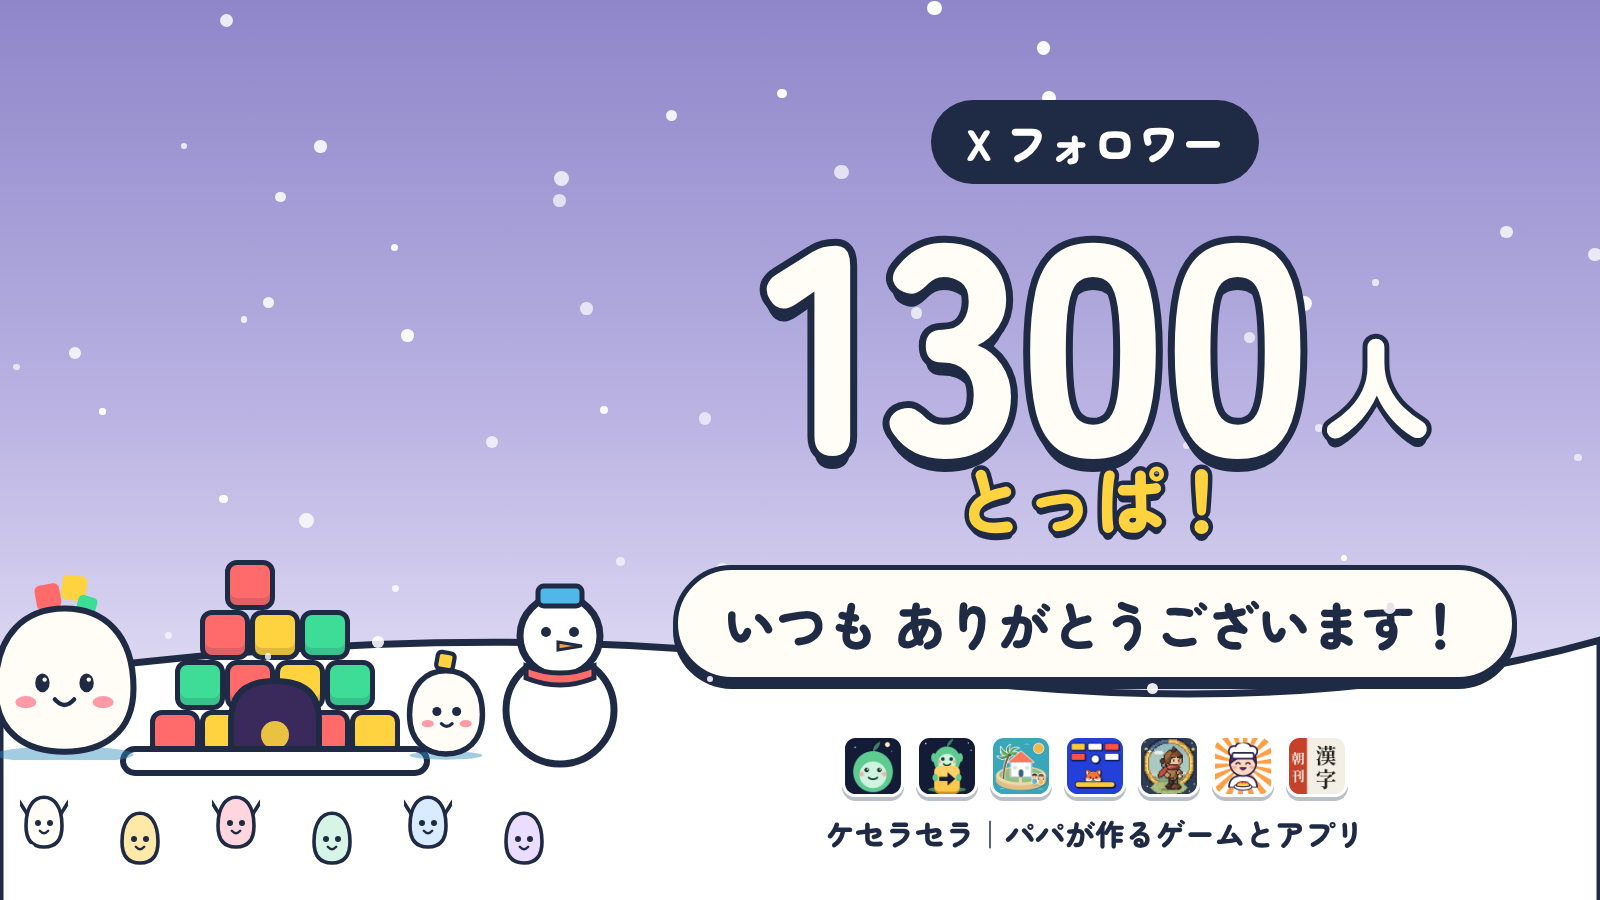 X フォロワー
1300人
とっぱ！
いつも ありがとうございます！
朝刊 漢字
ケセラセラ｜パパが作るゲームとアプリ